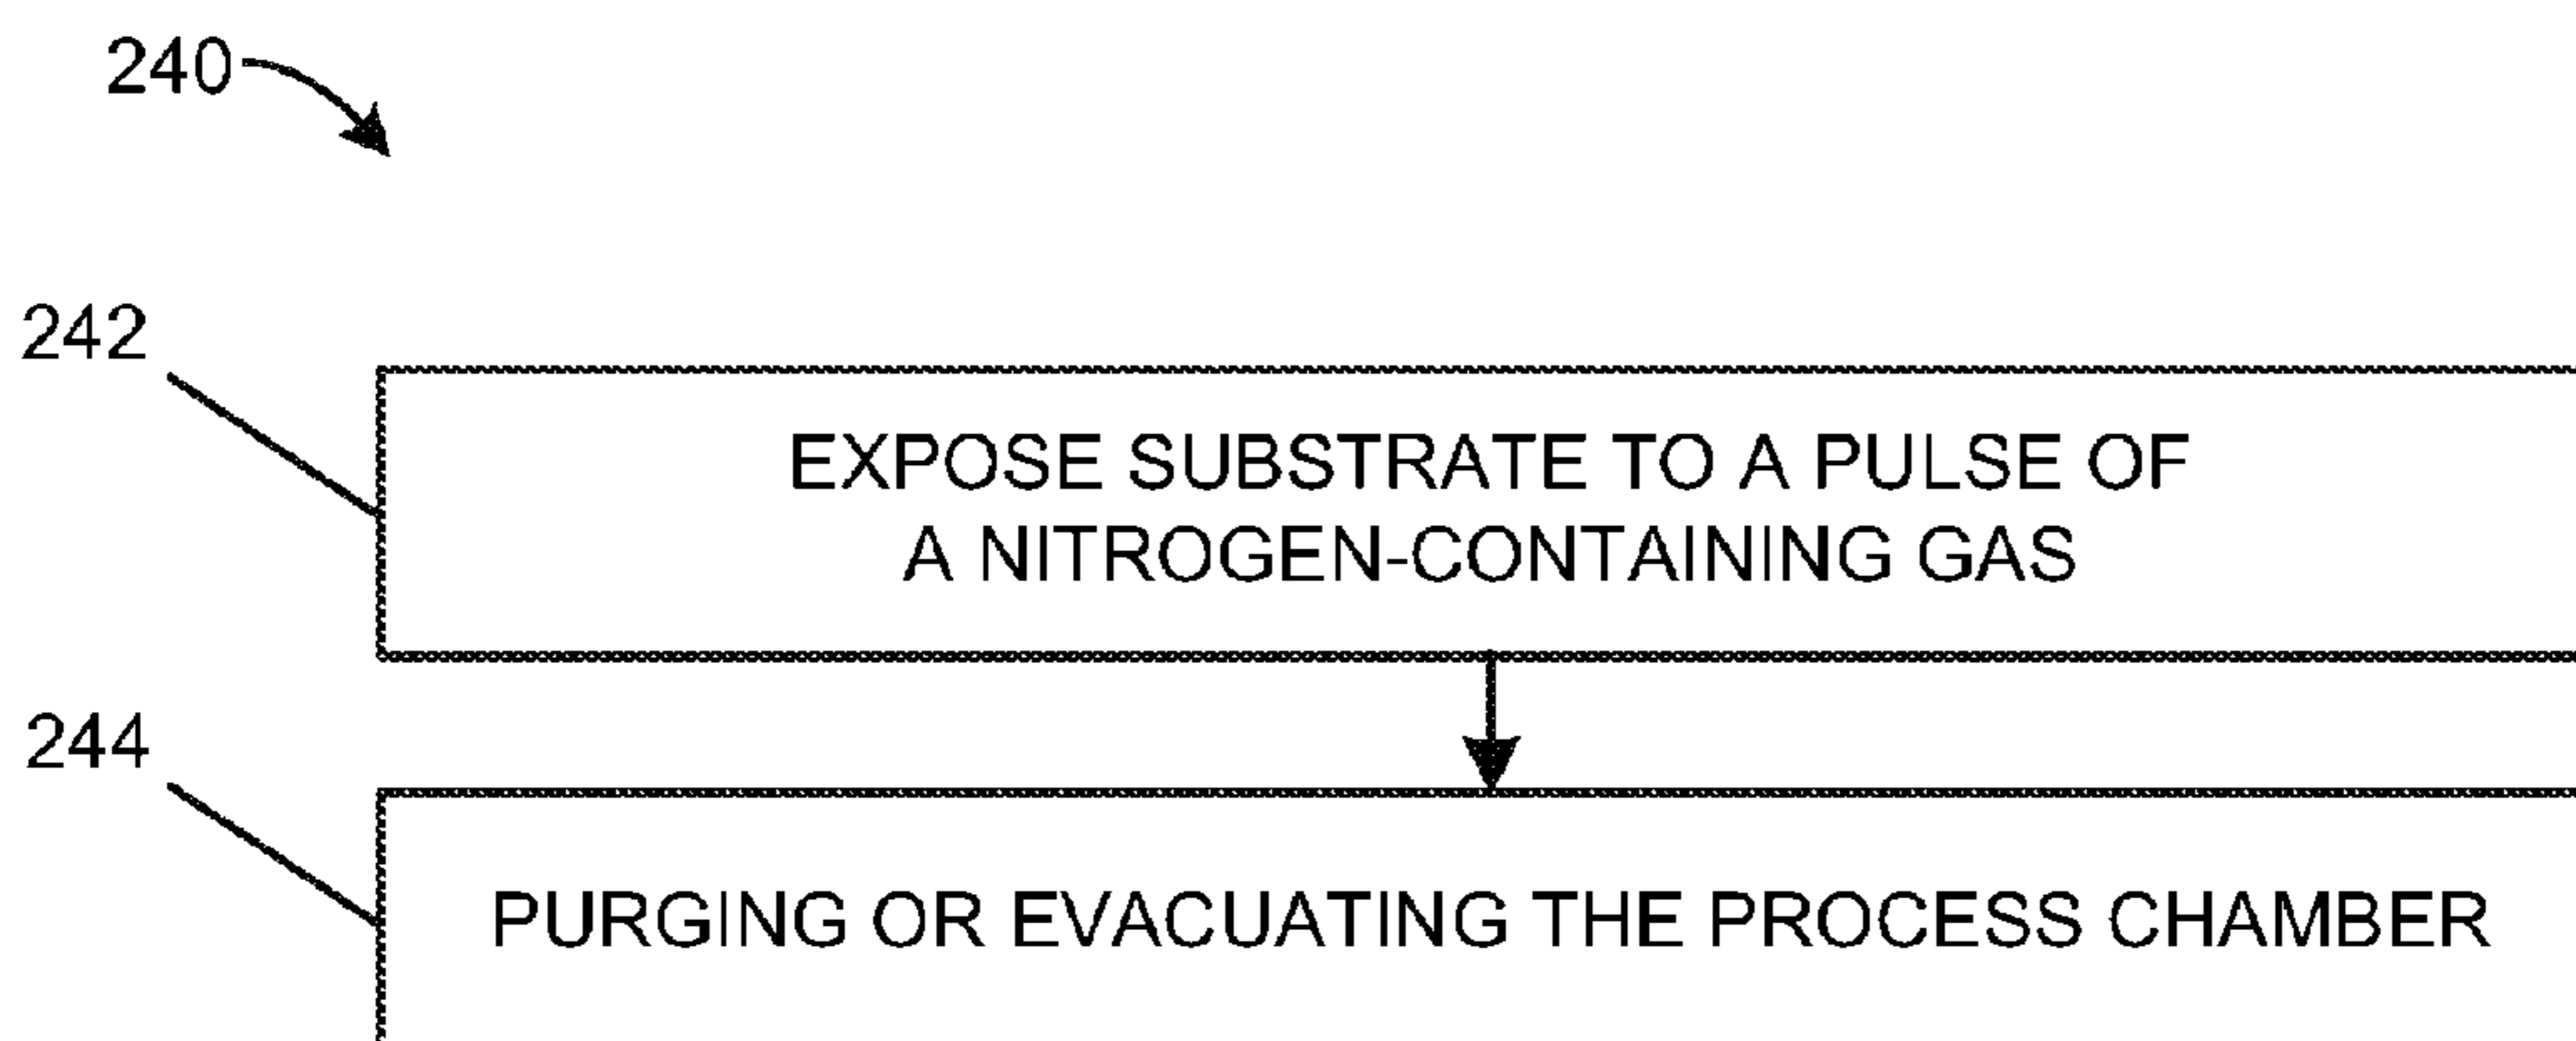 240
242
EXPOSE SUBSTRATE TO A PULSE OF
A NITROGEN-CONTAINING GAS
244
PURGING OR EVACUATING THE PROCESS CHAMBER